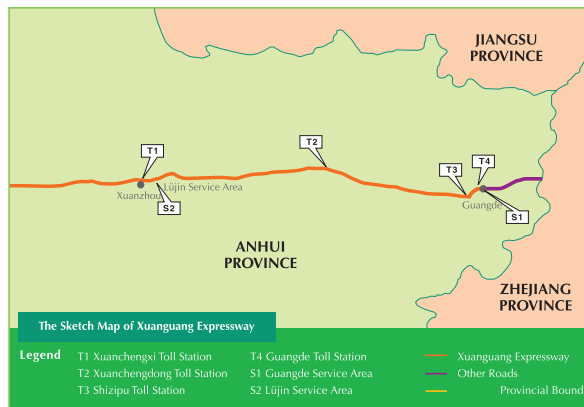 JIANGSU
PROVINCE
T1
T2
T3
T4
Lüjin Service Area
Xuanzhou
S2
Guangde
S1
ANHUI
PROVINCE
ZHEJIANG
PROVINCE
The Sketch Map of Xuanguang Expressway
Legend
T1 Xuanchengxi Toll Station
T2 Xuanchengdong Toll Station
T3 Shizipu Toll Station
T4 Guangde Toll Station
S1 Guangde Service Area
S2 Lüjin Service Area
Xuanguang Expressway
Other Roads
Provincial Bound